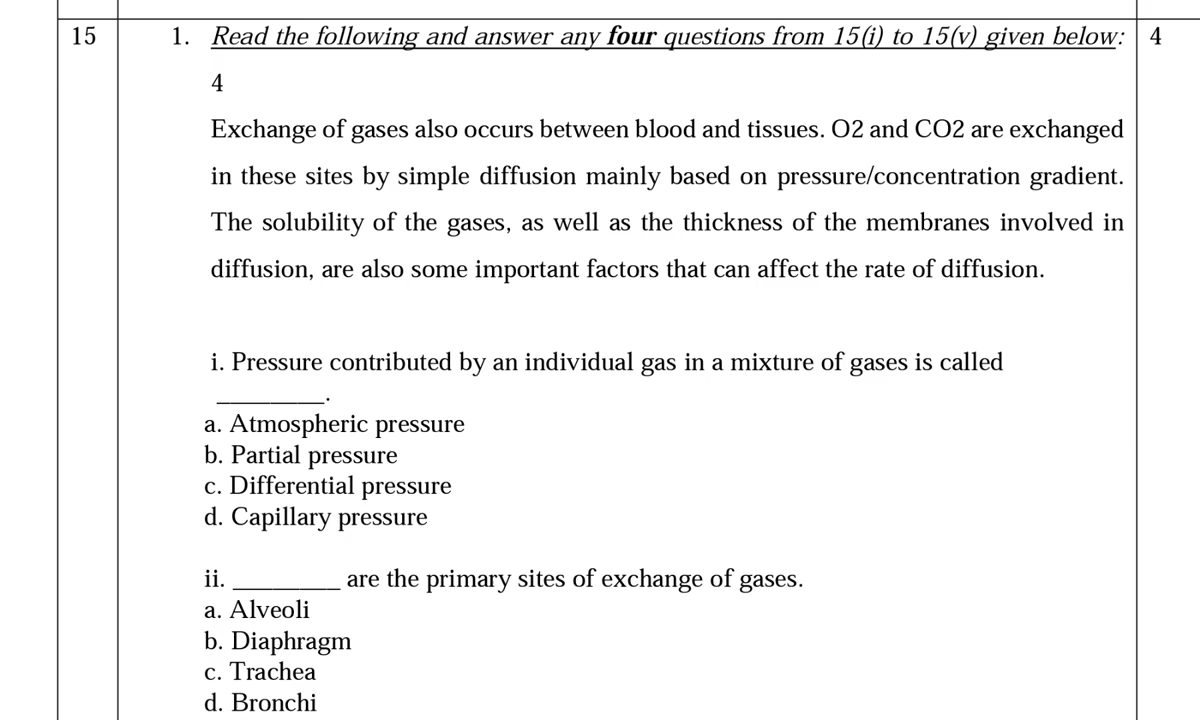 15 1. Read the following and answer any four questions from 15(i) to 15(v) given below: 4
4
Exchange of gases also occurs between blood and tissues. O2 and CO2 are exchanged
in these sites by simple diffusion mainly based on pressure/concentration gradient.
The solubility of the gases, as well as the thickness of the membranes involved in
diffusion, are also some important factors that can affect the rate of diffusion.
i. Pressure contributed by an individual gas in a mixture of gases is called
________.
a. Atmospheric pressure
b. Partial pressure
c. Differential pressure
d. Capillary pressure
ii. ________ are the primary sites of exchange of gases.
a. Alveoli
b. Diaphragm
c. Trachea
d. Bronchi